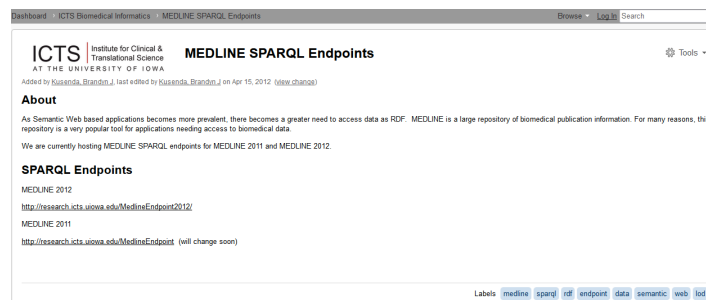 Dashboard ICTS Biomedical Informatics MEDLINE SPARQL Endpoints Browse Log In Search
ICTS Institute for Clinical & Translational Science
AT THE UNIVERSITY OF IOWA
MEDLINE SPARQL Endpoints
Tools
Added by Kusenda, Brandyn J, last edited by Kusenda, Brandyn J on Apr 15, 2012 (view change)
About
As Semantic Web based applications becomes more prevalent, there becomes a greater need to access data as RDF. MEDLINE is a large repository of biomedical publication information. For many reasons, thi
repository is a very popular tool for applications needing access to biomedical data.
We are currently hosting MEDLINE SPARQL endpoints for MEDLINE 2011 and MEDLINE 2012.
SPARQL Endpoints
MEDLINE 2012
http://research.icts.uiowa.edu/MedlineEndpoint2012/
MEDLINE 2011
http://research.icts.uiowa.edu/MedlineEndpoint (will change soon)
Labels medline sparql rdf endpoint data semantic web lod